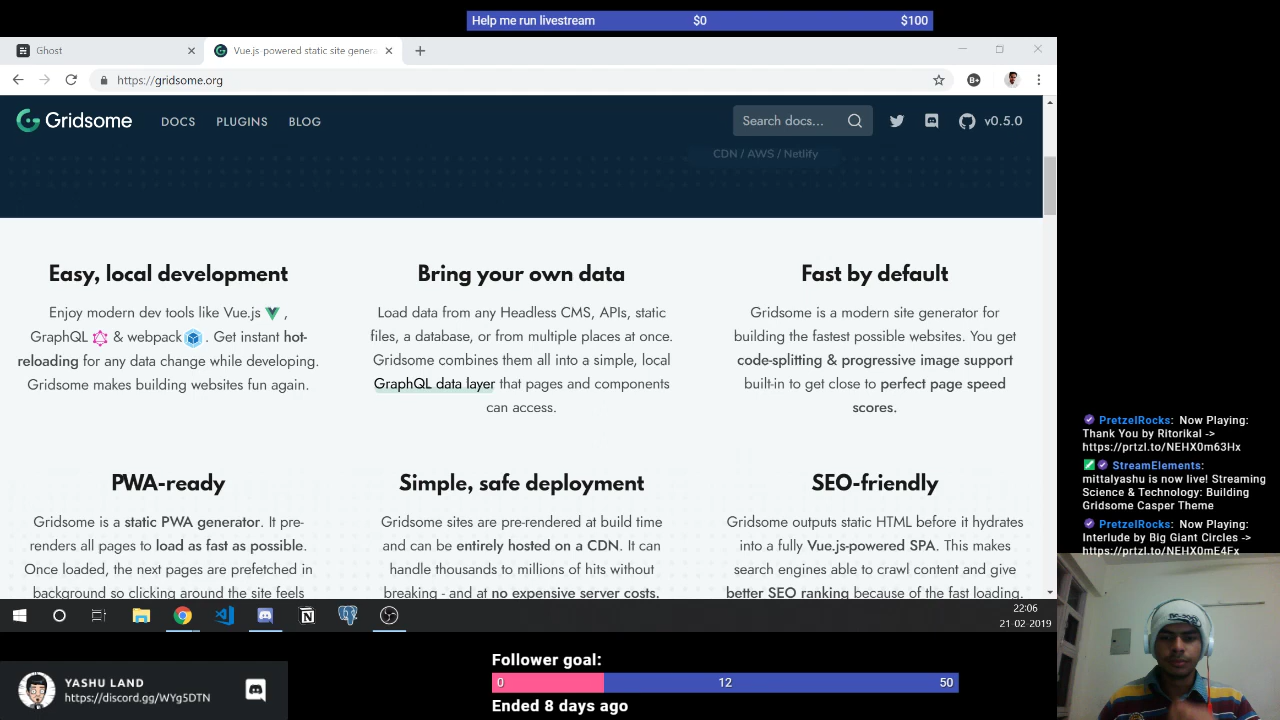 Help me run livestream $0 $100
Ghost
Vue.js-powered static site genera
https://gridsome.org
B+
Gridsome DOCS PLUGINS BLOG Search docs... v0.5.0
CDN / AWS / Netlify
Easy, local development
Enjoy modern dev tools like Vue.js ,
GraphQL & webpack . Get instant hot-
reloading for any data change while developing.
Gridsome makes building websites fun again.
Bring your own data
Load data from any Headless CMS, APIs, static
files, a database, or from multiple places at once.
Gridsome combines them all into a simple, local
GraphQL data layer that pages and components
can access.
Fast by default
Gridsome is a modern site generator for
building the fastest possible websites. You get
code-splitting & progressive image support
built-in to get close to perfect page speed
scores.
PWA-ready
Gridsome is a static PWA generator. It pre-
renders all pages to load as fast as possible.
Once loaded, the next pages are prefetched in
background so clicking around the site feels
Simple, safe deployment
Gridsome sites are pre-rendered at build time
and can be entirely hosted on a CDN. It can
handle thousands to millions of hits without
breaking - and at no expensive server costs.
SEO-friendly
Gridsome outputs static HTML before it hydrates
into a fully Vue.js-powered SPA. This makes
search engines able to crawl content and give
better SEO ranking because of the fast loading.
PretzelRocks: Now Playing:
Thank You by Ritorikal ->
https://prtzl.to/NEHX0m63Hx
StreamElements:
mittalyashu is now live! Streaming
Science & Technology: Building
Gridsome Casper Theme
PretzelRocks: Now Playing:
Interlude by Big Giant Circles ->
https://prtzl.to/NEHX0mE4Fx
22:06
21-02-2019
YASHU LAND
https://discord.gg/WYg5DTN
Follower goal:
0 12 50
Ended 8 days ago